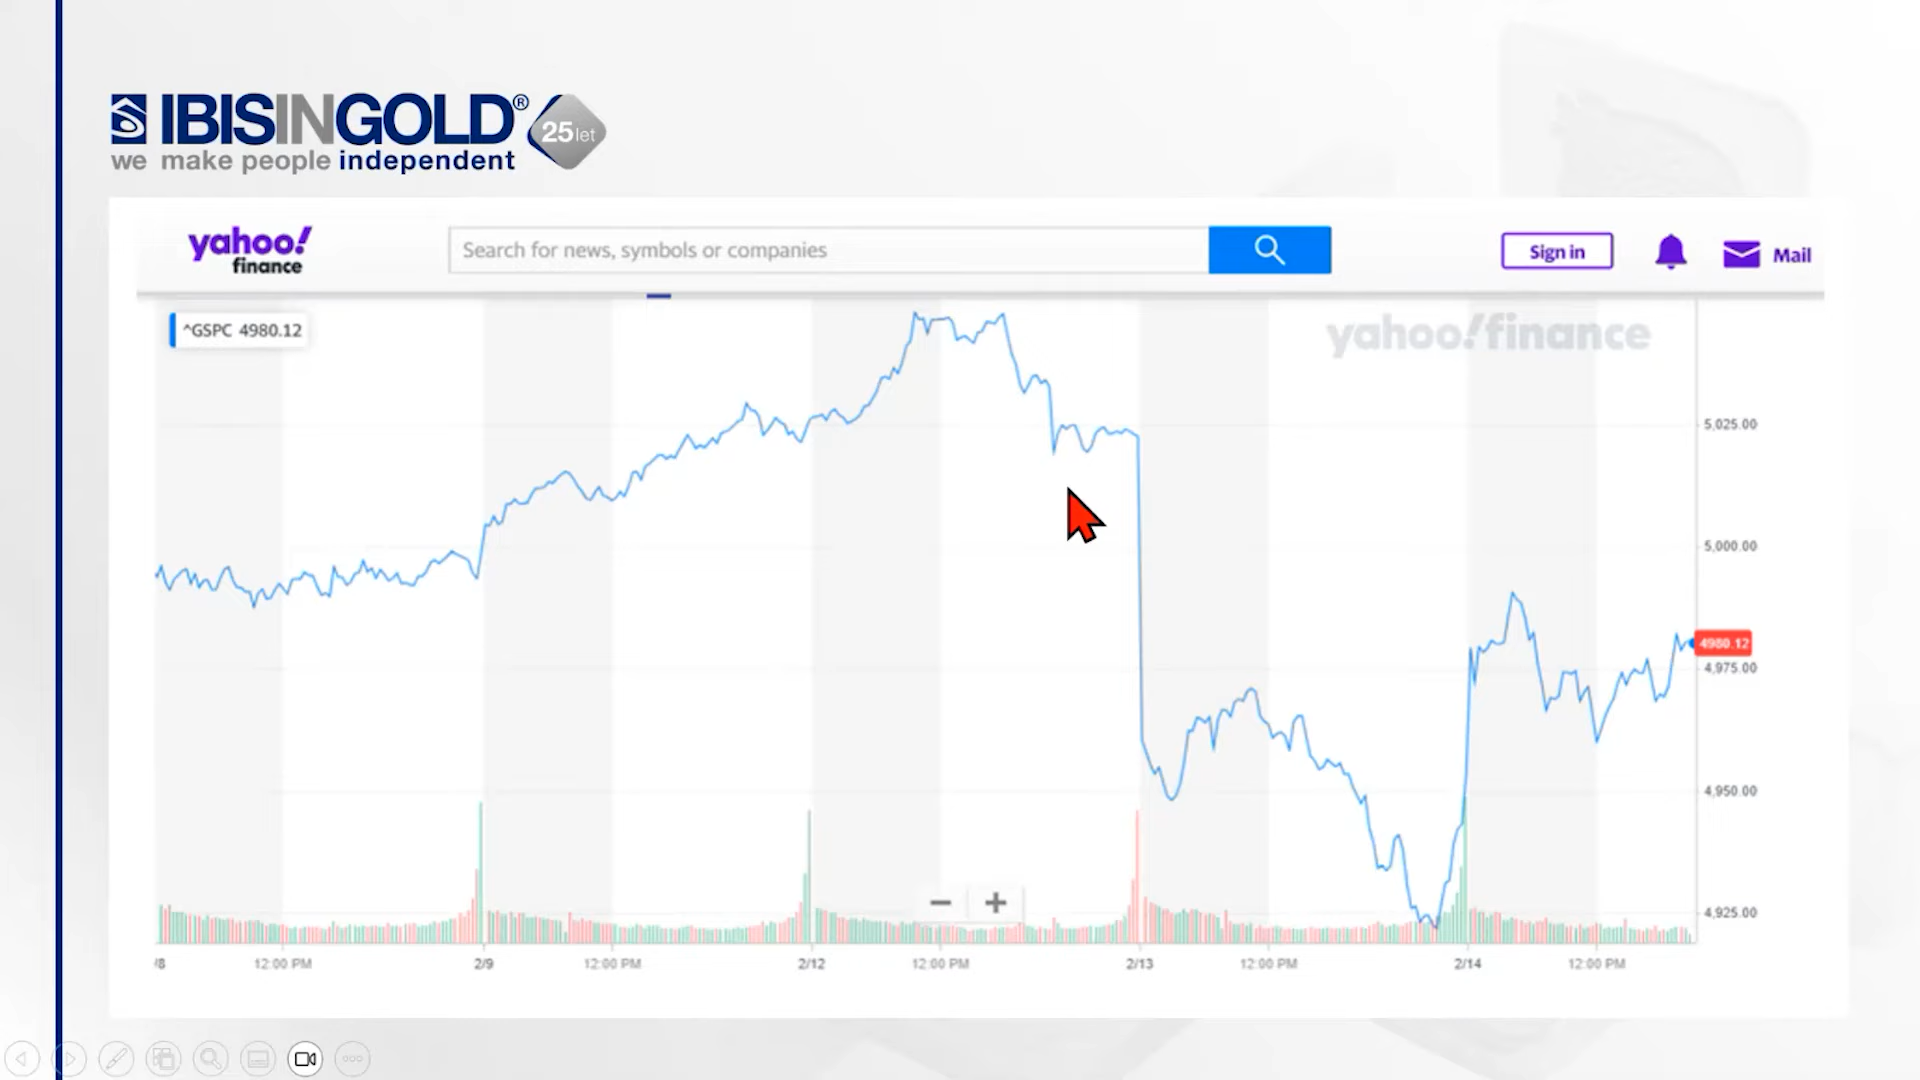 IBISINGOLD®
25let
we make people independent
yahoo!
finance
Search for news, symbols or companies
Sign in
Mail
^GSPC 4980.12
yahoo!finance
5,025.00
5,000.00
4980.12
4,975.00
4,950.00
4,925.00
/8
12:00 PM
2/9
12:00 PM
2/12
12:00 PM
2/13
12:00 PM
2/14
12:00 PM